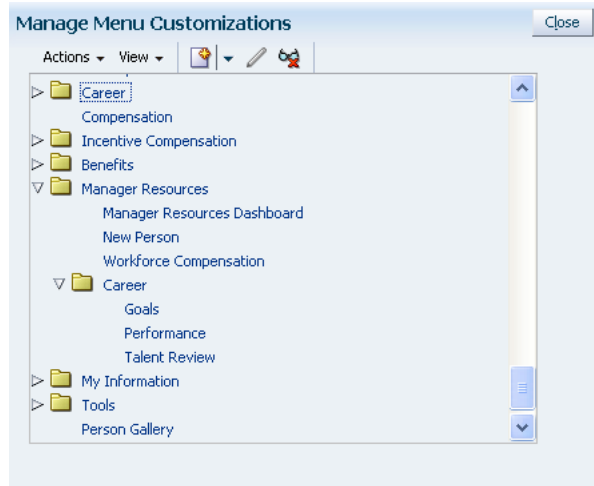 Manage Menu Customizations Close
Actions View
Career
Compensation
Incentive Compensation
Benefits
Manager Resources
Manager Resources Dashboard
New Person
Workforce Compensation
Career
Goals
Performance
Talent Review
My Information
Tools
Person Gallery